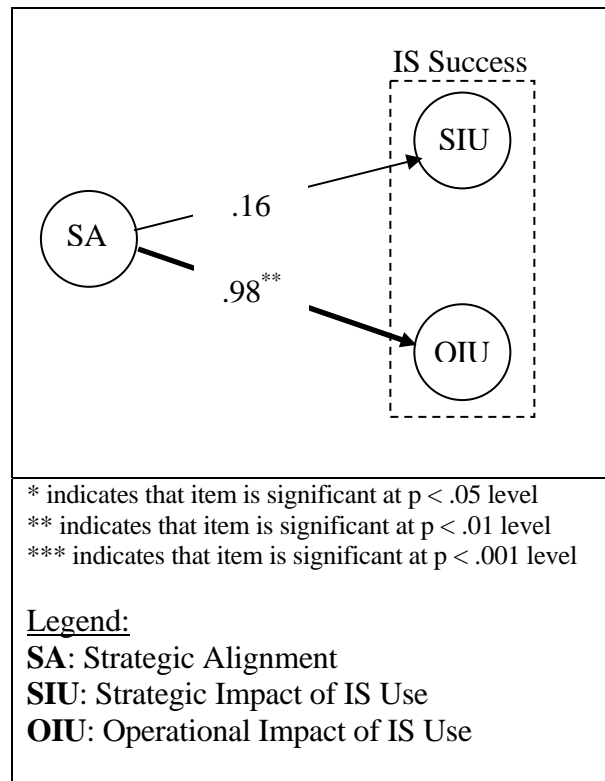 IS Success
SIU
.16
SA
.98**
OIU
* indicates that item is significant at p < .05 level
** indicates that item is significant at p < .01 level
*** indicates that item is significant at p < .001 level
Legend:
SA: Strategic Alignment
SIU: Strategic Impact of IS Use
OIU: Operational Impact of IS Use